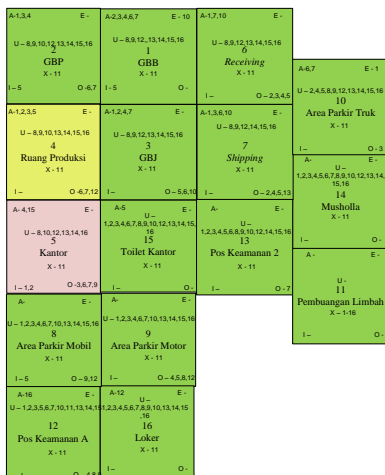 A-1,3,4 E -
U – 8,9,10,12,13,14,15,16
2
GBP
X - 11
I – 5 O -6,7
A-2,3,4,6,7 E - 10
U – 8,9,12,,13,14,15,16
1
GBB
X - 11
I - 5 O -
A-1,7,10 E -
U – 8,9,12,13,14,15,16
6
Receiving
X - 11
I – O – 2,3,4,5
A-6,7 E - 1
U – 2,4,5,8,9,12,13,14,15,16
10
Area Parkir Truk
X - 11
I – O - 3
A-1,2,3,5 E -
U – 8,9,10,12,13,14,15,16
4
Ruang Produksi
X - 11
I – O -6,7,12
A-1,2,4,7 E -
U – 8,9,10,12,13,14,15,16
3
GBJ
X - 11
I – O – 5,6,10
A-1,3,6,10 E -
U – 8,9,12,14,15,16
7
Shipping
X - 11
I – O – 2,4,5,13
A- E -
U –
1,2,3,4,5,6,7,8,9,10,12,13,14,
15,16
14
Musholla
X - 11
I – O -
A- 4,15 E -
U – 8,10,12,13,14,16
5
Kantor
X - 11
I – 1,2 O -3,6,7,9
A-5 E -
U –
1,2,3,4,6,7,8,9,10,12,13,14,15,
16
15
Toilet Kantor
X - 11
I – O -
A- E -
U –
1,2,3,4,5,6,8,9,10,12,14,15,16
13
Pos Keamanan 2
X - 11
I – O - 7
A - E -
U -
11
Pembuangan Limbah
X – 1-16
I – O -
A- E -
U – 1,2,3,4,6,7,10,13,14,15,16
8
Area Parkir Mobil
X - 11
I – 5 O – 9,12
A- E -
U – 1,2,3,6,7,10,13,14,15,16
9
Area Parkir Motor
X - 11
I – O – 4,5,8,12
A-16 E -
U – 1,2,3,5,6,7,10,11,13,14,15
12
Pos Keamanan A
X - 11
I – O
A-12 E -
U –
1,2,3,4,5,6,7,8,9,10,13,14,15
,16
16
Loker
X - 11
I – O -